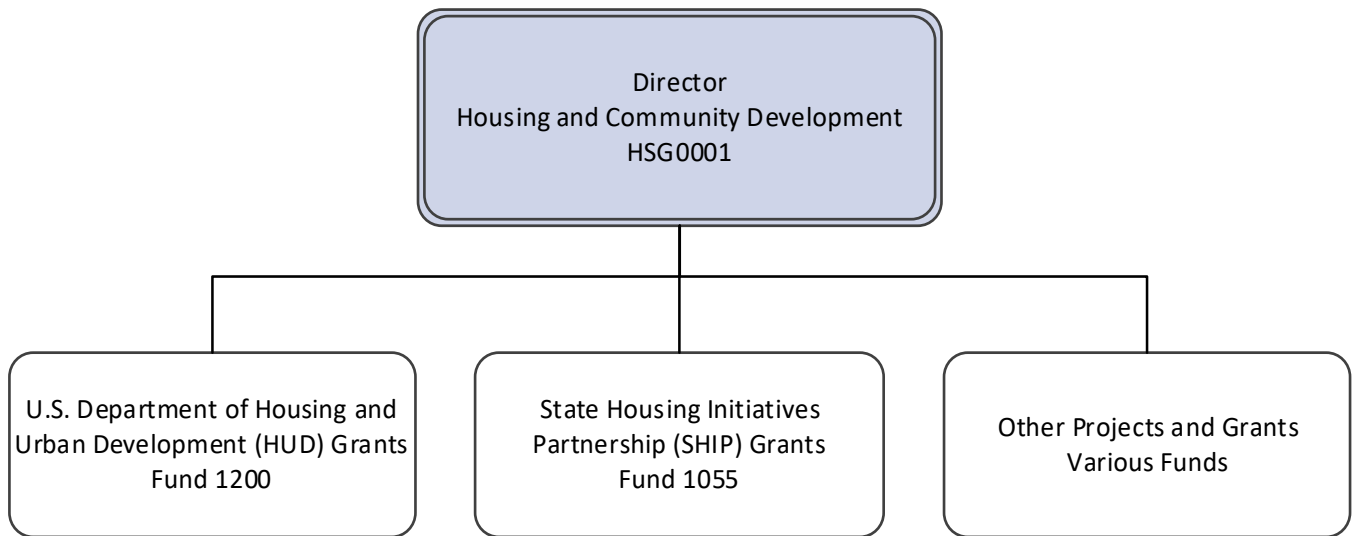 Director
Housing and Community Development
HSG0001
U.S. Department of Housing and
Urban Development (HUD) Grants
Fund 1200
State Housing Initiatives
Partnership (SHIP) Grants
Fund 1055
Other Projects and Grants
Various Funds